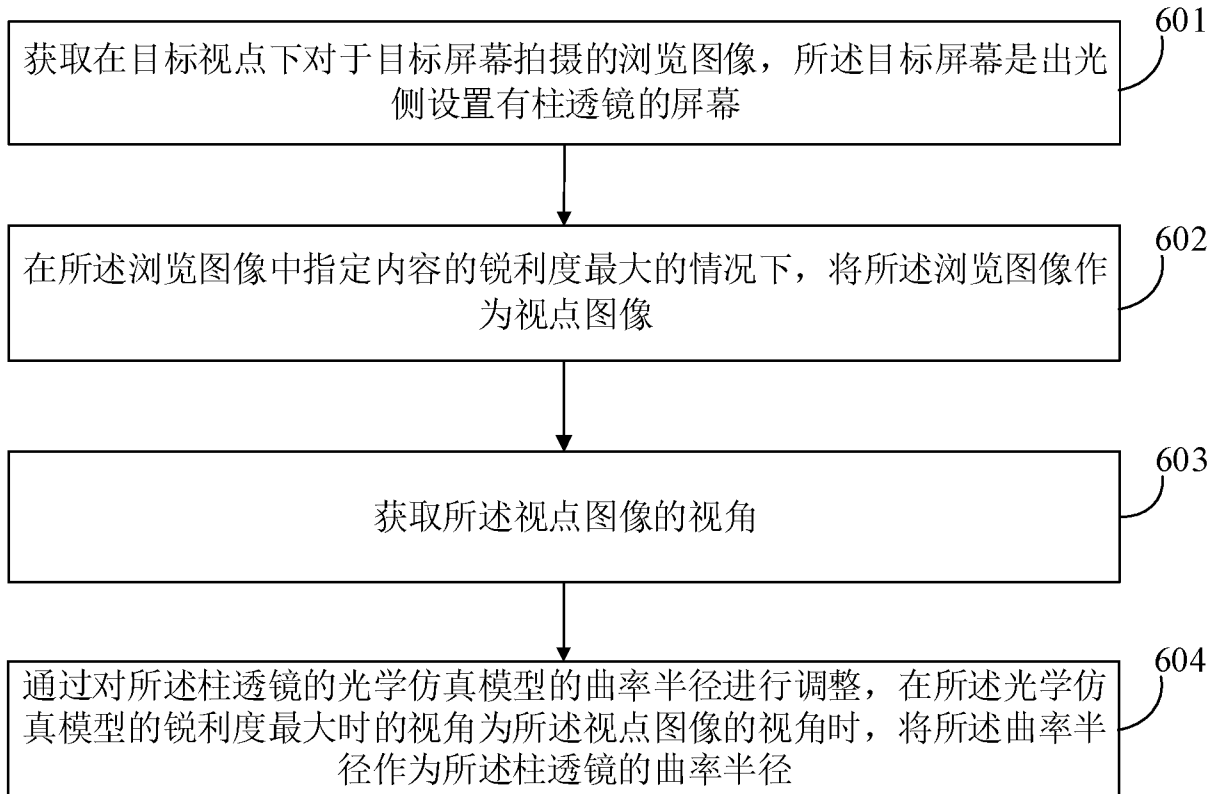 601
获取在目标视点下对于目标屏幕拍摄的浏览图像，所述目标屏幕是出光
侧设置有柱透镜的屏幕
602
在所述浏览图像中指定内容的锐利度最大的情况下，将所述浏览图像作
为视点图像
603
获取所述视点图像的视角
604
通过对所述柱透镜的光学仿真模型的曲率半径进行调整，在所述光学仿
真模型的锐利度最大时的视角为所述视点图像的视角时，将所述曲率半
径作为所述柱透镜的曲率半径